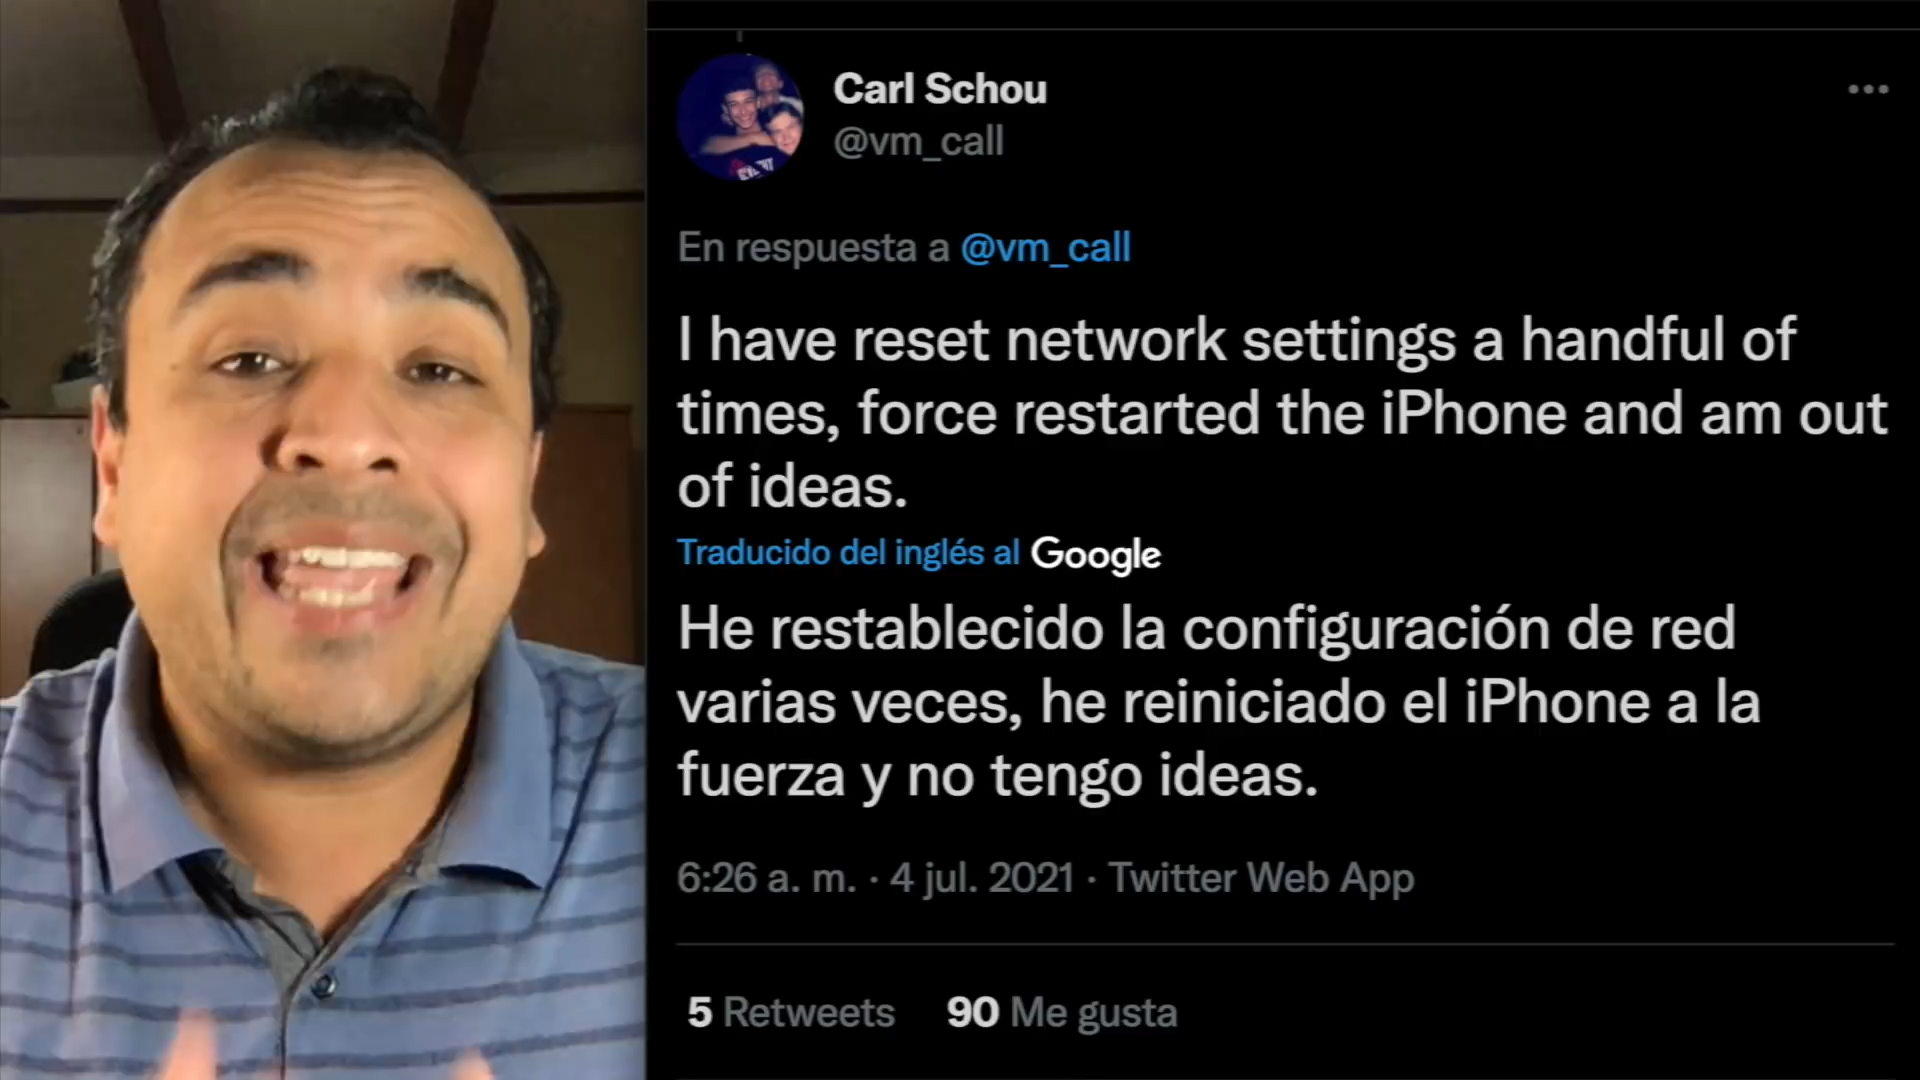 Carl Schou
@vm_call
En respuesta a @vm_call
I have reset network settings a handful of
times, force restarted the iPhone and am out
of ideas.
Traducido del inglés al Google
He restablecido la configuración de red
varias veces, he reiniciado el iPhone a la
fuerza y no tengo ideas.
6:26 a. m. · 4 jul. 2021 · Twitter Web App
5 Retweets 90 Me gusta